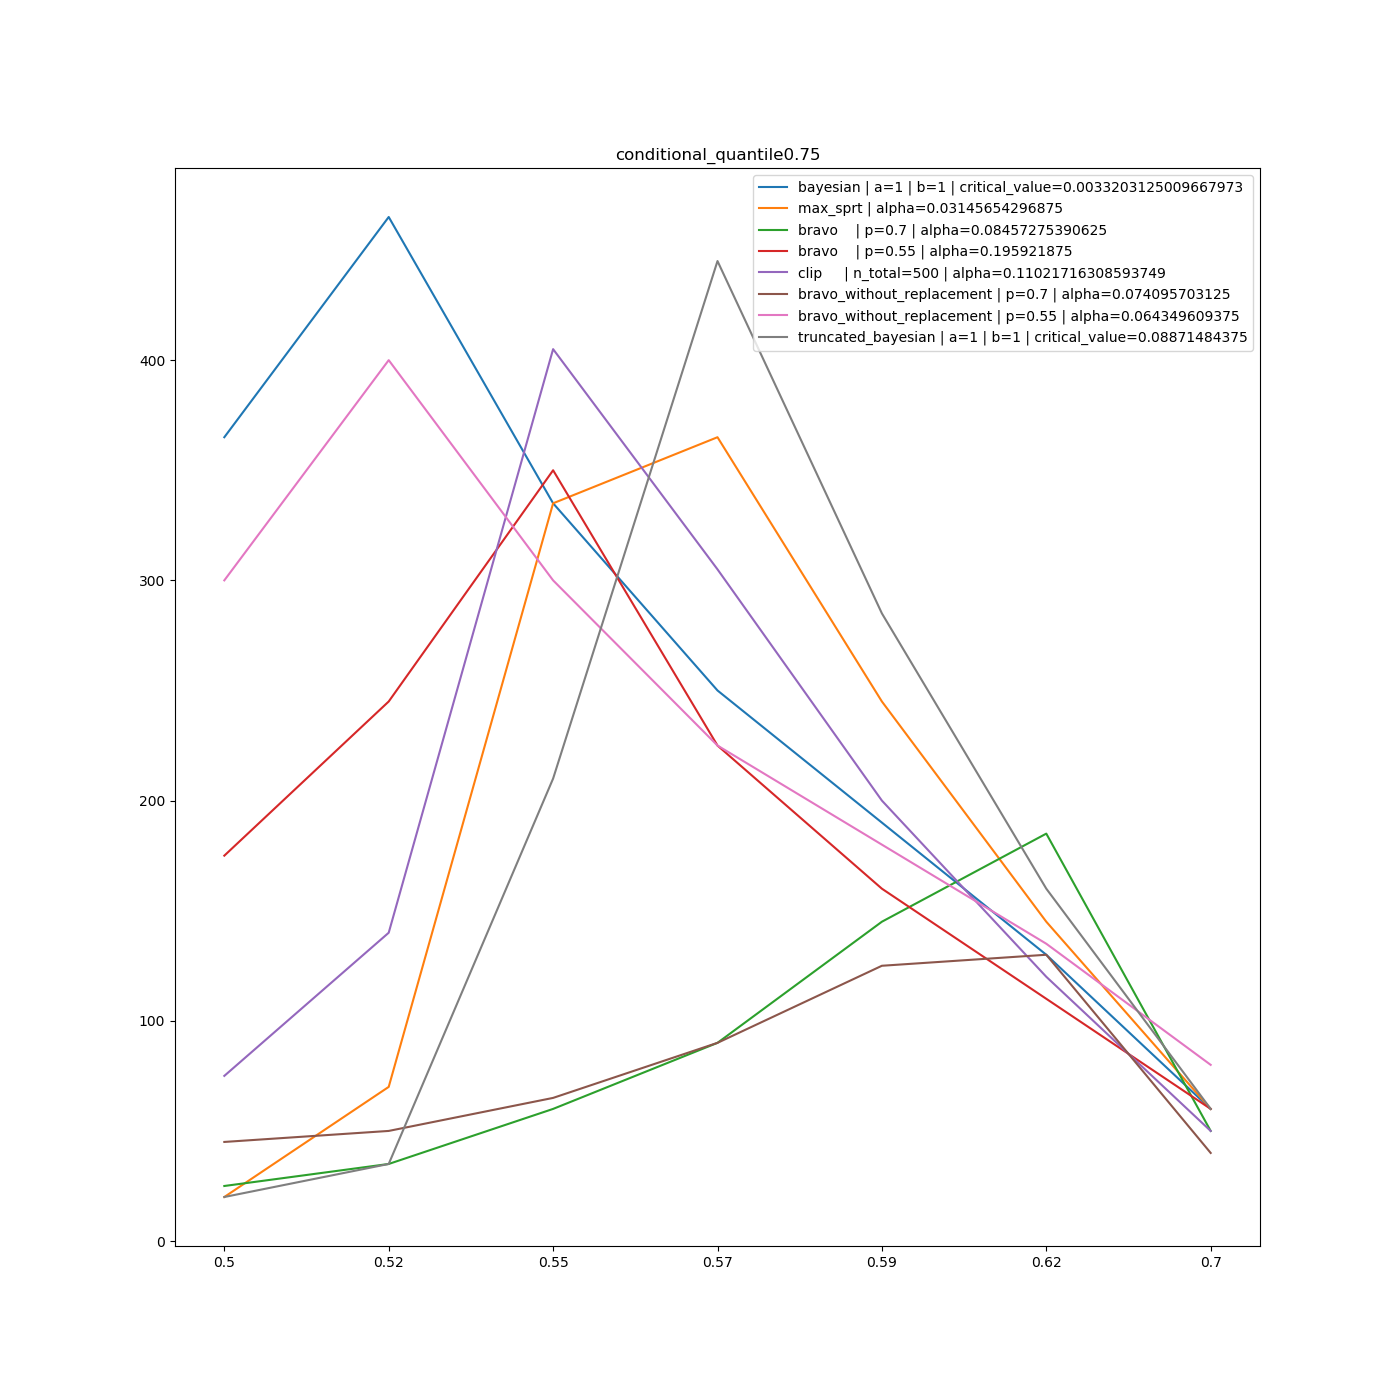 conditional_quantile0.75
bayesian | a=1 | b=1 | critical_value=0.0033203125009667973
max_sprt | alpha=0.03145654296875
bravo    | p=0.7 | alpha=0.08457275390625
bravo    | p=0.55 | alpha=0.195921875
clip     | n_total=500 | alpha=0.11021716308593749
bravo_without_replacement | p=0.7 | alpha=0.074095703125
bravo_without_replacement | p=0.55 | alpha=0.064349609375
truncated_bayesian | a=1 | b=1 | critical_value=0.08871484375
400
300
200
100
0
0.5 0.52 0.55 0.57 0.59 0.62 0.7